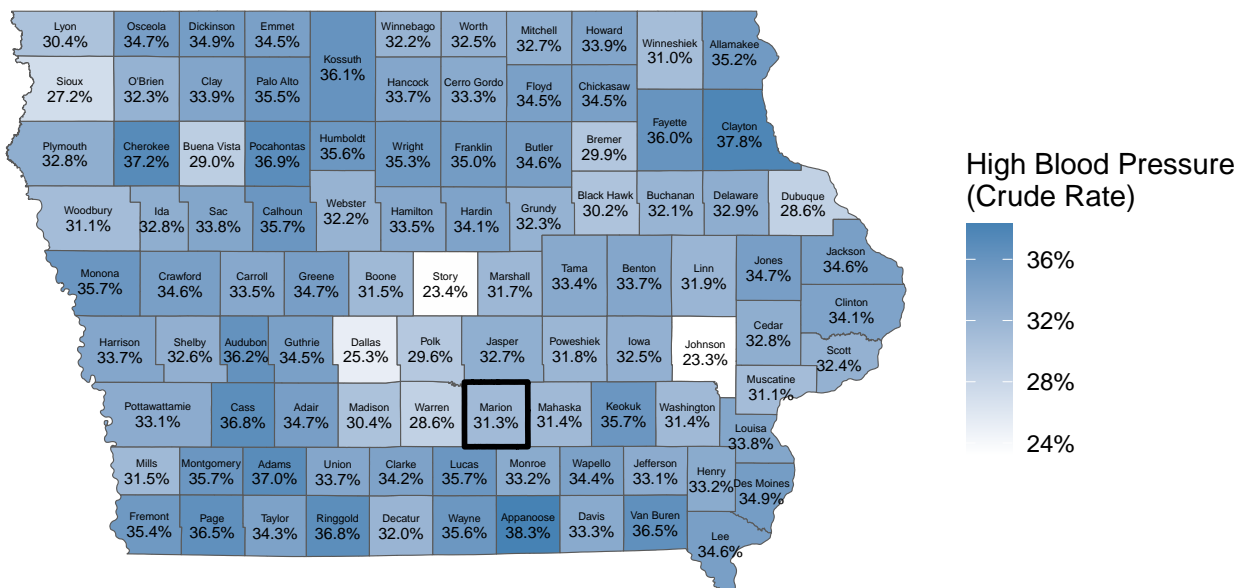 Lyon
30.4%
Osceola
34.7%
Dickinson
34.9%
Emmet
34.5%
Kossuth
36.1%
Winnebago
32.2%
Worth
32.5%
Mitchell
32.7%
Howard
33.9%
Winneshiek
31.0%
Allamakee
35.2%
Sioux
27.2%
O'Brien
32.3%
Clay
33.9%
Palo Alto
35.5%
Hancock
33.7%
Cerro Gordo
33.3%
Floyd
34.5%
Chickasaw
34.5%
Fayette
36.0%
Clayton
37.8%
Plymouth
32.8%
Cherokee
37.2%
Buena Vista
29.0%
Pocahontas
36.9%
Humboldt
35.6%
Wright
35.3%
Franklin
35.0%
Butler
34.6%
Bremer
29.9%
Woodbury
31.1%
Ida
32.8%
Sac
33.8%
Calhoun
35.7%
Webster
32.2%
Hamilton
33.5%
Hardin
34.1%
Grundy
32.3%
Black Hawk
30.2%
Buchanan
32.1%
Delaware
32.9%
Dubuque
28.6%
Monona
35.7%
Crawford
34.6%
Carroll
33.5%
Greene
34.7%
Boone
31.5%
Story
23.4%
Marshall
31.7%
Tama
33.4%
Benton
33.7%
Linn
31.9%
Jones
34.7%
Jackson
34.6%
Clinton
34.1%
Harrison
33.7%
Shelby
32.6%
Audubon
36.2%
Guthrie
34.5%
Dallas
25.3%
Polk
29.6%
Jasper
32.7%
Poweshiek
31.8%
Iowa
32.5%
Johnson
23.3%
Cedar
32.8%
Scott
32.4%
Muscatine
31.1%
Pottawattamie
33.1%
Cass
36.8%
Adair
34.7%
Madison
30.4%
Warren
28.6%
Marion
31.3%
Mahaska
31.4%
Keokuk
35.7%
Washington
31.4%
Louisa
33.8%
Mills
31.5%
Montgomery
35.7%
Adams
37.0%
Union
33.7%
Clarke
34.2%
Lucas
35.7%
Monroe
33.2%
Wapello
34.4%
Jefferson
33.1%
Henry
33.2%
Des Moines
34.9%
Fremont
35.4%
Page
36.5%
Taylor
34.3%
Ringgold
36.8%
Decatur
32.0%
Wayne
35.6%
Appanoose
38.3%
Davis
33.3%
Van Buren
36.5%
Lee
34.6%
High Blood Pressure
(Crude Rate)
36%
32%
28%
24%